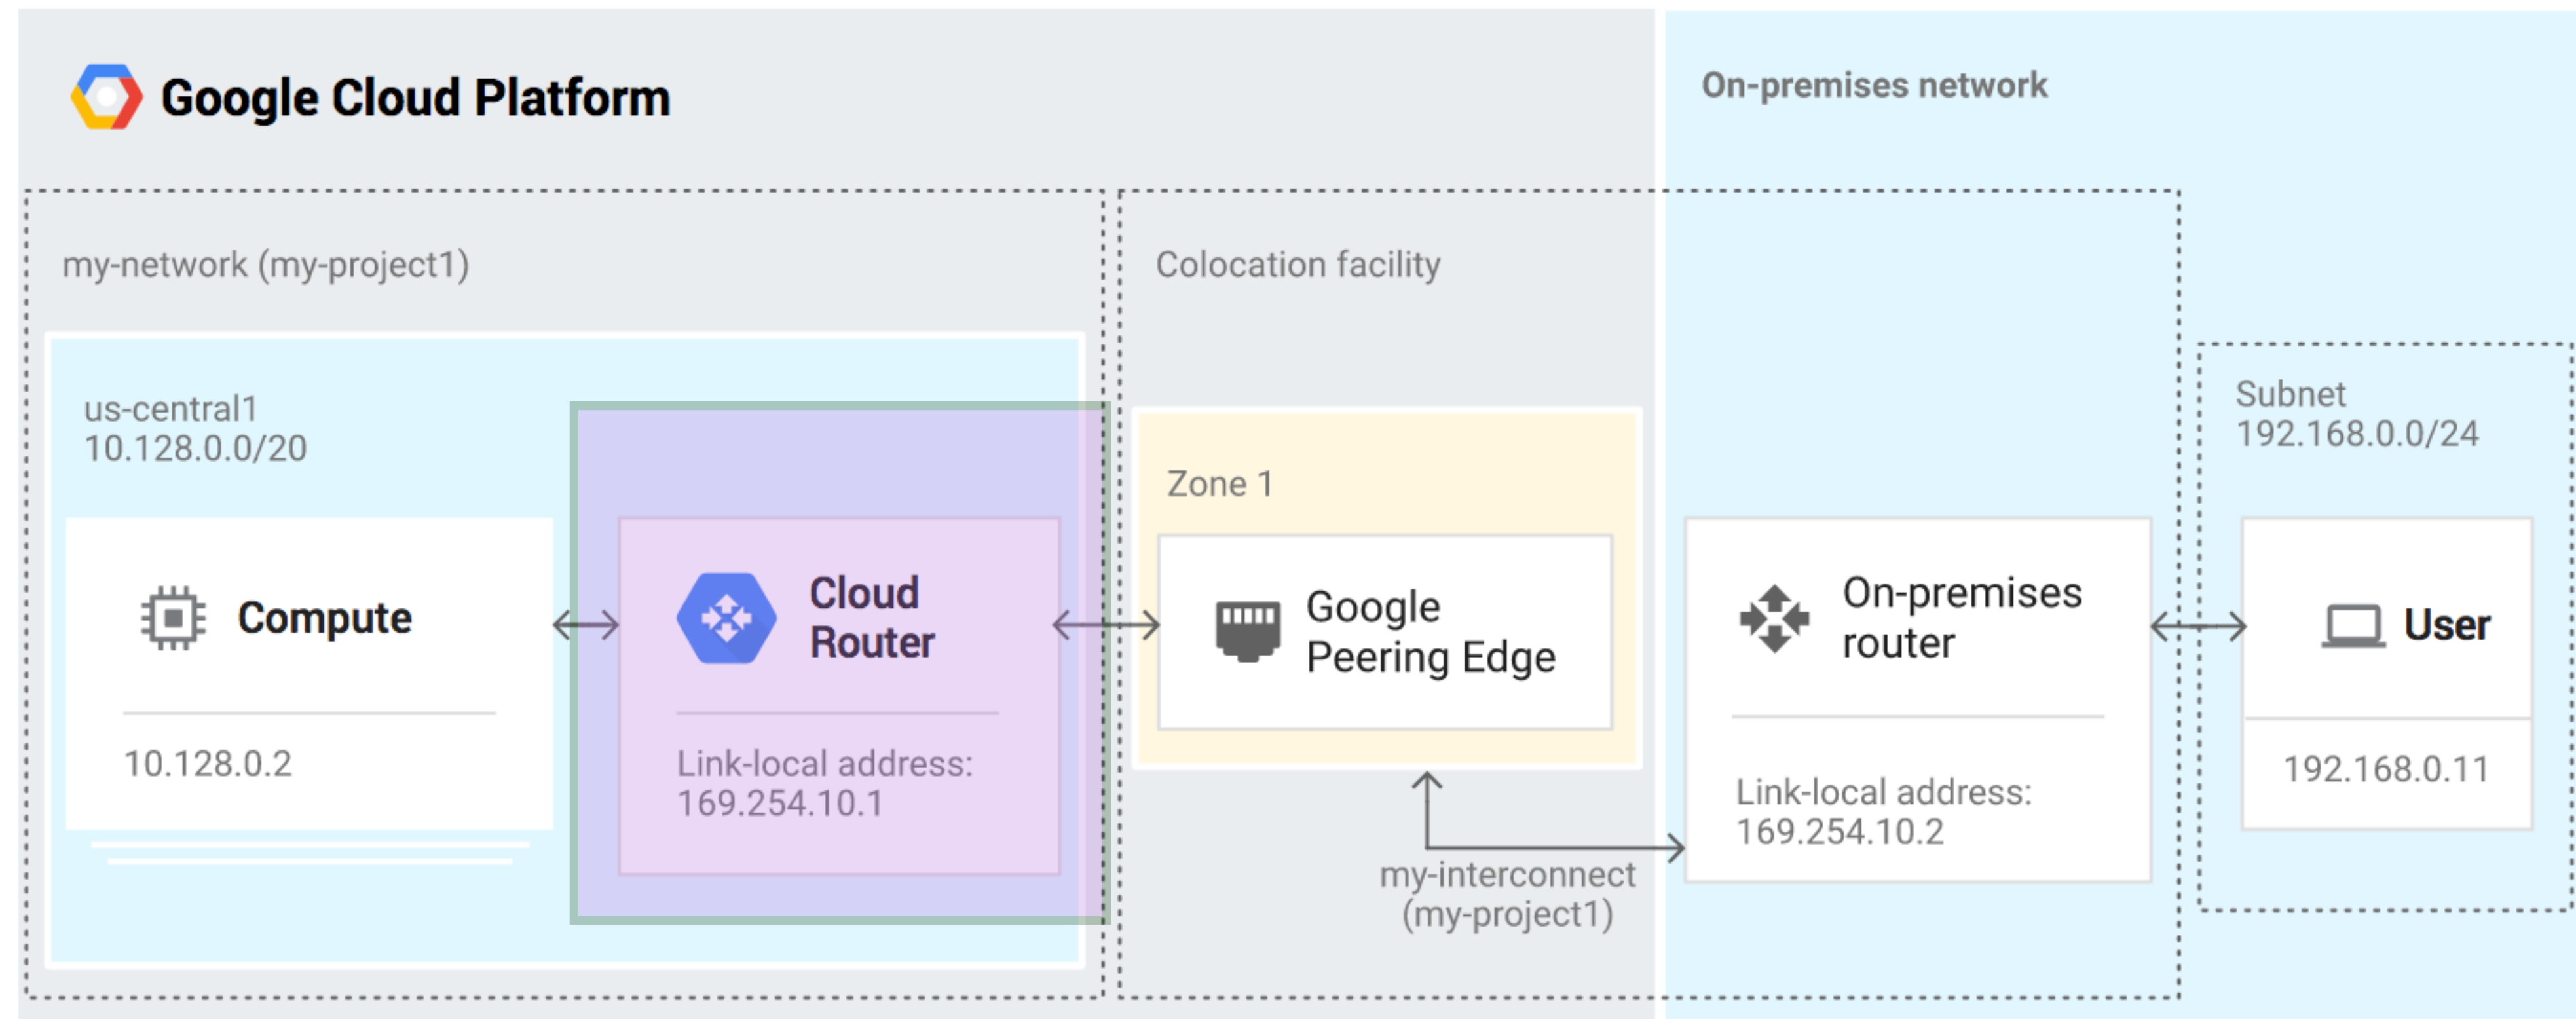 Google Cloud Platform
On-premises network
my-network (my-project1)
Colocation facility
us-central1
10.128.0.0/20
Compute
10.128.0.2
Cloud
Router
Link-local address:
169.254.10.1
Zone 1
Google
Peering Edge
my-interconnect
(my-project1)
On-premises
router
Link-local address:
169.254.10.2
Subnet
192.168.0.0/24
User
192.168.0.11